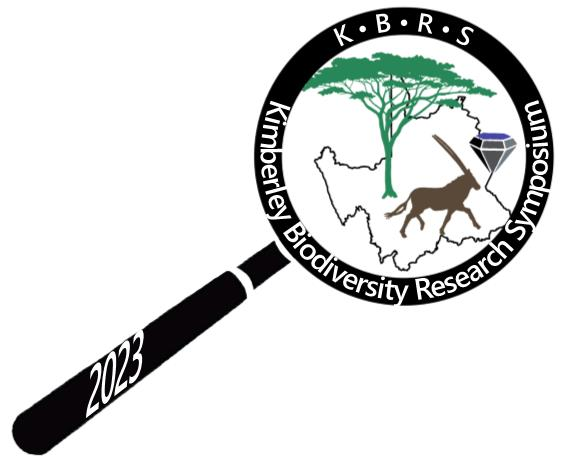 K • B • R • S
Kimberley Biodiversity Research Symposium
2023